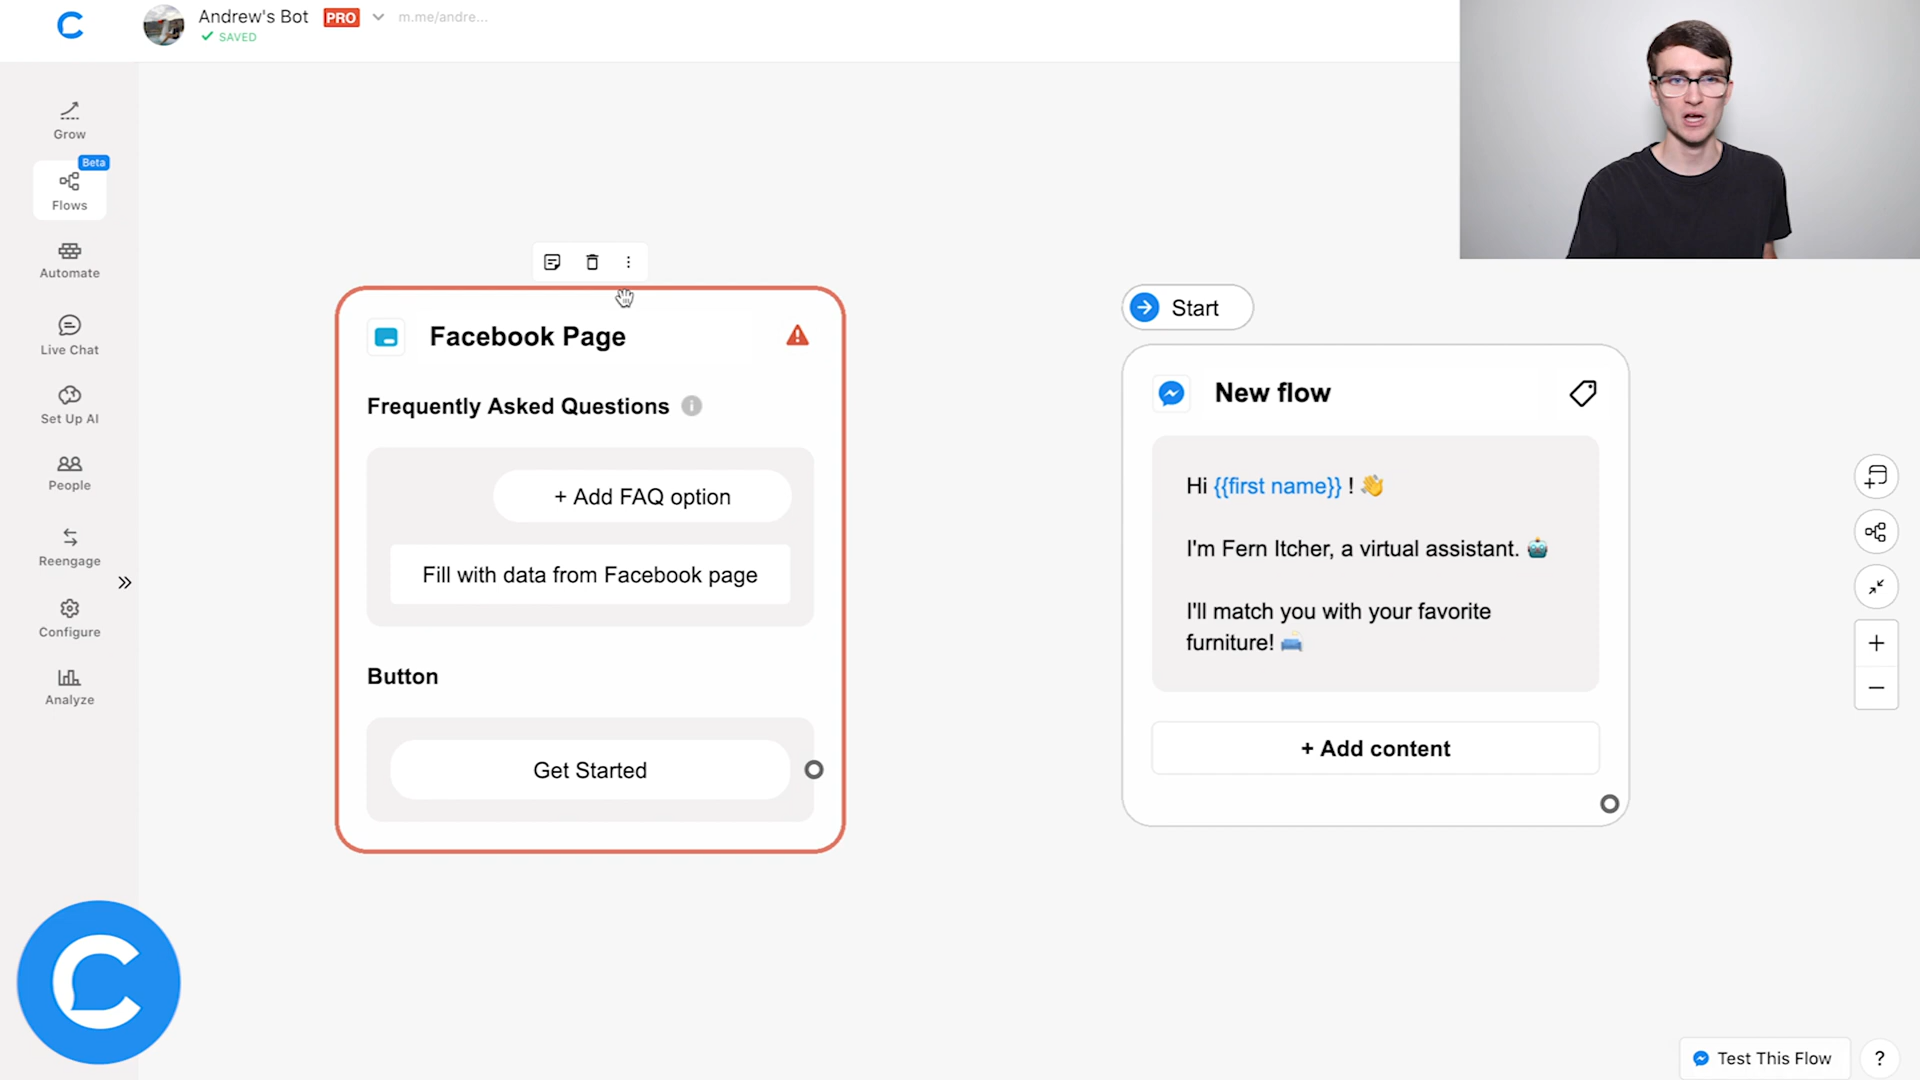 Andrew's Bot PRO m.me/andre...
SAVED
Grow
Beta
Flows
Automate
Live Chat
Set Up AI
People
Reengage
Configure
Analyze
Facebook Page
Frequently Asked Questions
+ Add FAQ option
Fill with data from Facebook page
Button
Get Started
Start
New flow
Hi {{first name}} ! 👋
I'm Fern Itcher, a virtual assistant. 🤖
I'll match you with your favorite
furniture! 🛋️
+ Add content
Test This Flow
?